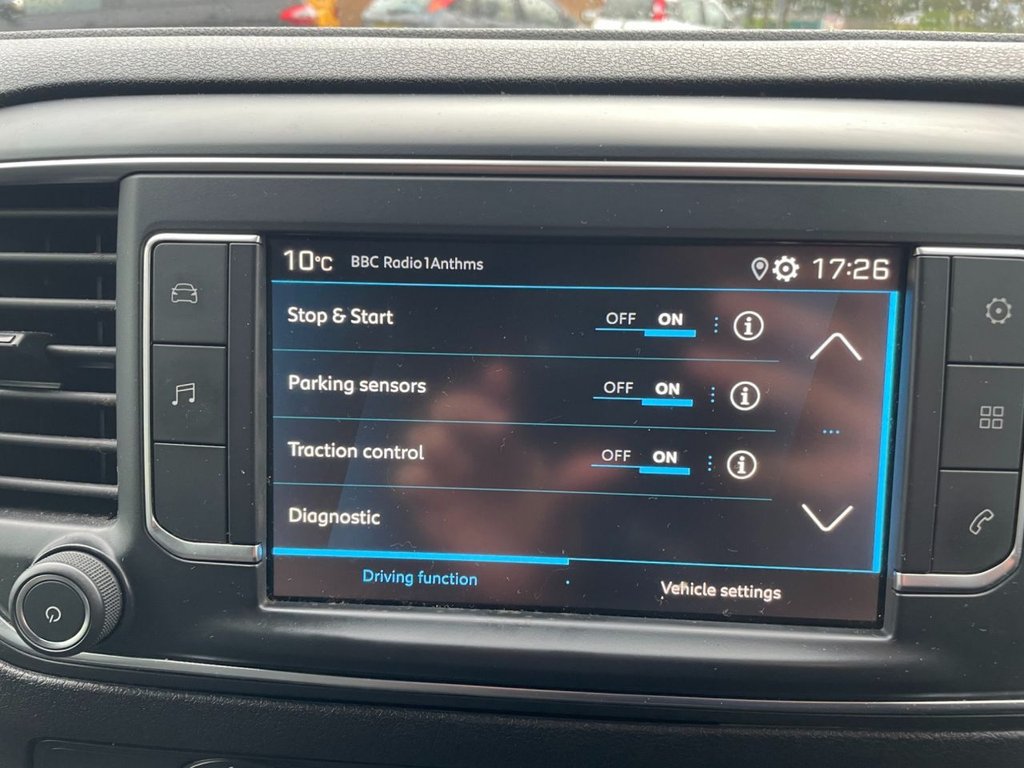 10°C BBC Radio1Anthms 17:26
Stop & Start OFF ON i
Parking sensors OFF ON i
Traction control OFF ON i
Diagnostic
Driving function Vehicle settings